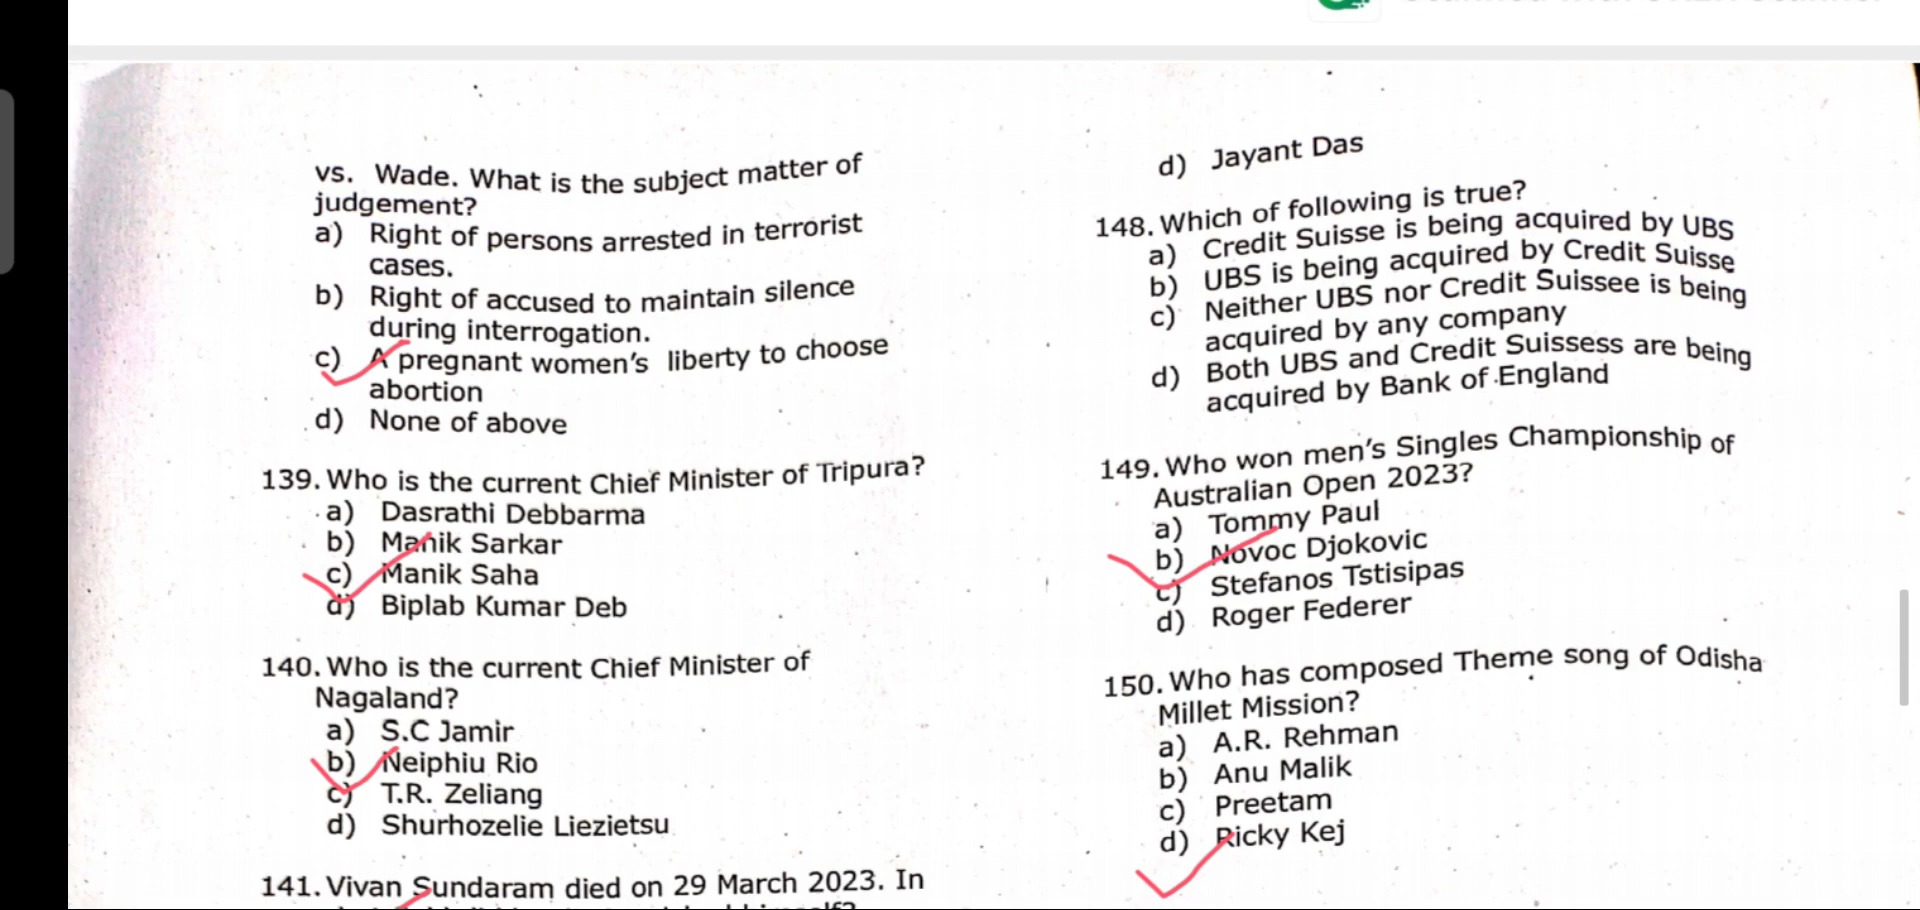 vs. Wade. What is the subject matter of
judgement?
a) Right of persons arrested in terrorist
cases.
b) Right of accused to maintain silence
during interrogation.
c) A pregnant women's liberty to choose
abortion
d) None of above
139. Who is the current Chief Minister of Tripura?
a) Dasrathi Debbarma
b) Manik Sarkar
c) Manik Saha
d) Biplab Kumar Deb
140. Who is the current Chief Minister of
Nagaland?
a) S.C Jamir
b) Neiphiu Rio
c) T.R. Zeliang
d) Shurhozelie Liezietsu
141. Vivan Sundaram died on 29 March 2023. In
d) Jayant Das
148. Which of following is true?
a) Credit Suisse is being acquired by UBS
b) UBS is being acquired by Credit Suisse
c) Neither UBS nor Credit Suissee is being
acquired by any company
d) Both UBS and Credit Suissess are being
acquired by Bank of England
149. Who won men's Singles Championship of
Australian Open 2023?
a) Tommy Paul
b) Novoc Djokovic
c) Stefanos Tstisipas
d) Roger Federer
150. Who has composed Theme song of Odisha
Millet Mission?
a) A.R. Rehman
b) Anu Malik
c) Preetam
d) Ricky Kej